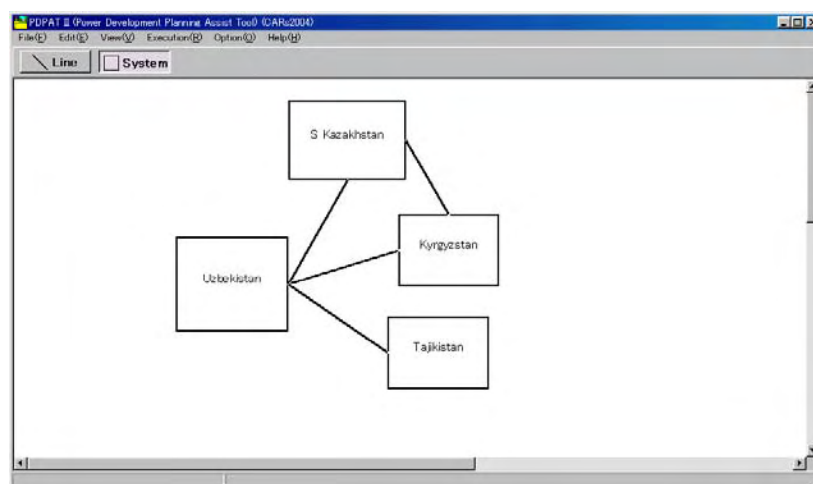 PDPAT II (Power Development Planning Assist Tool) (CARs2004)
File(F) Edit(E) View(V) Execution(R) Option(O) Help(H)
Line System
S Kazakhstan
Kyrgyzstan
Uzbekistan
Tajikistan